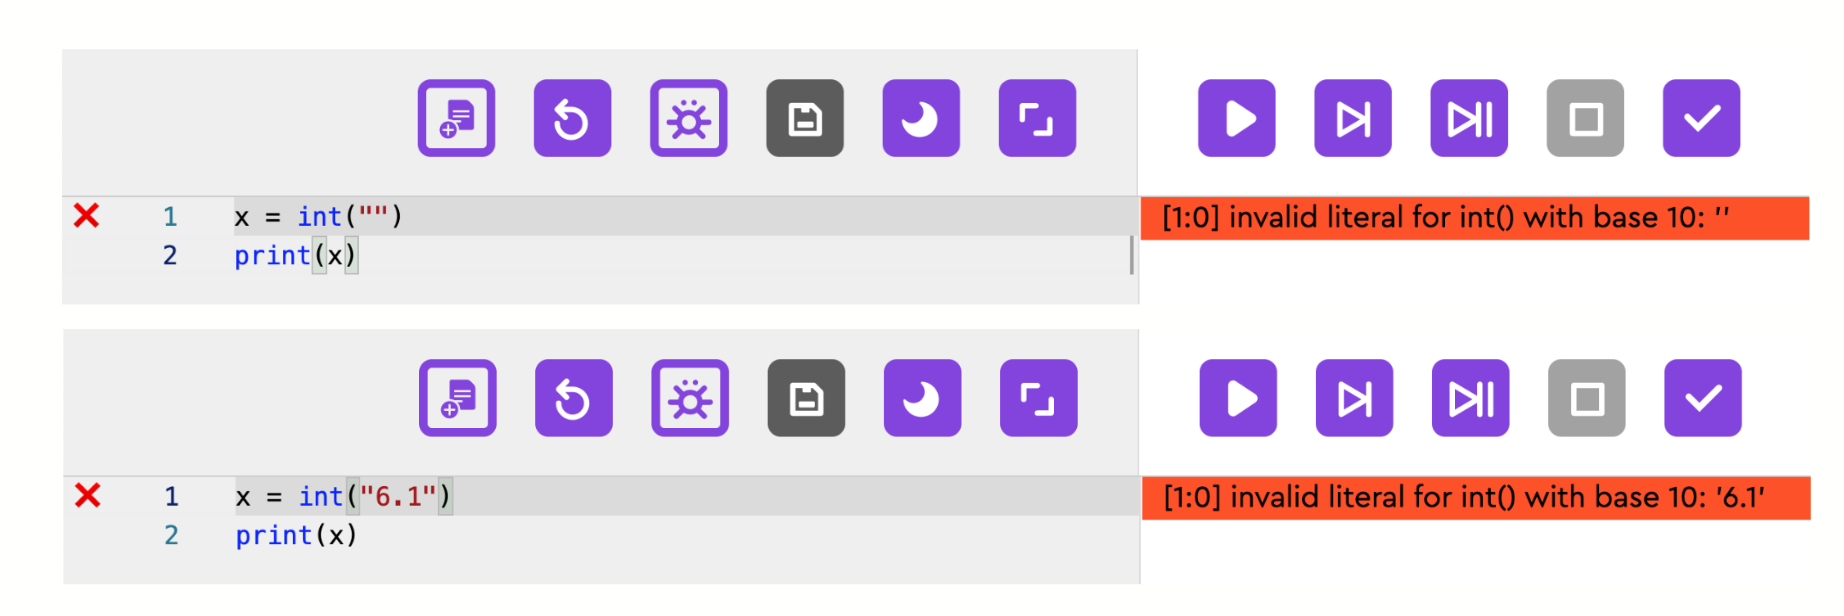 1 x = int("") [1:0] invalid literal for int() with base 10: ''
2 print(x)
1 x = int("6.1") [1:0] invalid literal for int() with base 10: '6.1'
2 print(x)